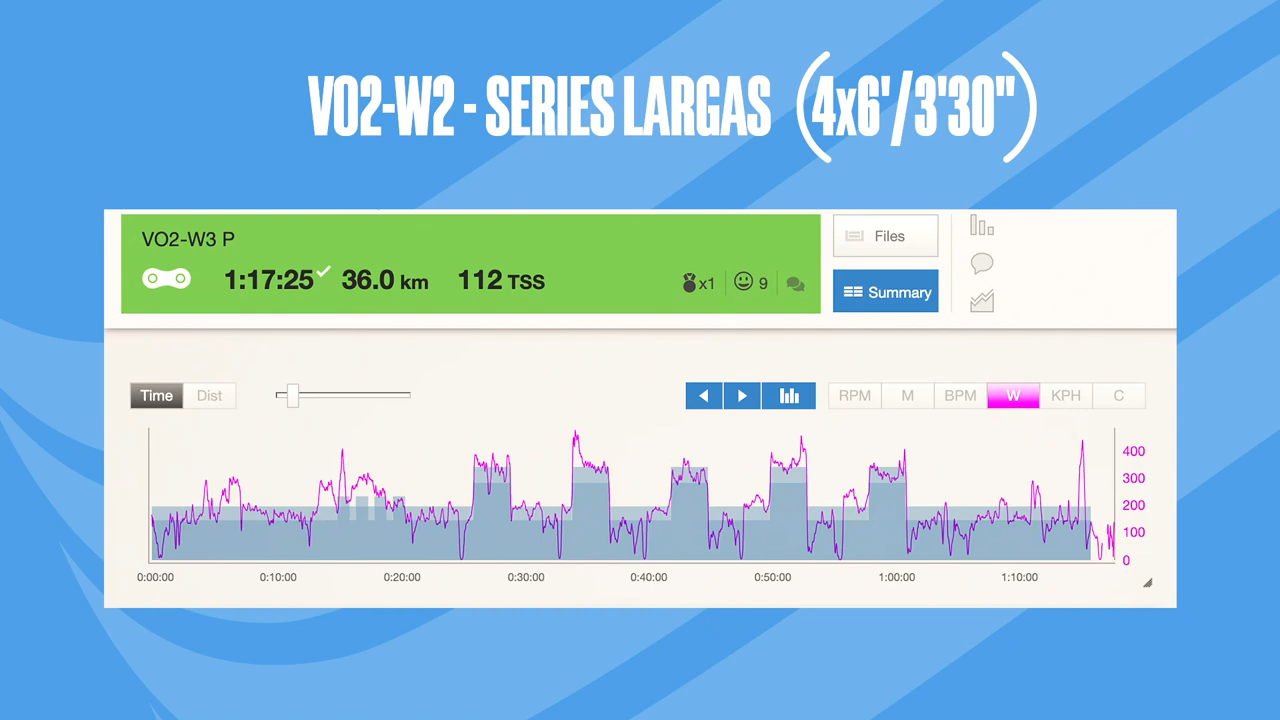 VO2-W2 - SERIES LARGAS (4x6'/3'30")
VO2-W3 P
1:17:25 36.0 km 112 TSS x1 9
Files
Summary
Time Dist
RPM M BPM W KPH C
400
300
200
100
0
0:00:00 0:10:00 0:20:00 0:30:00 0:40:00 0:50:00 1:00:00 1:10:00